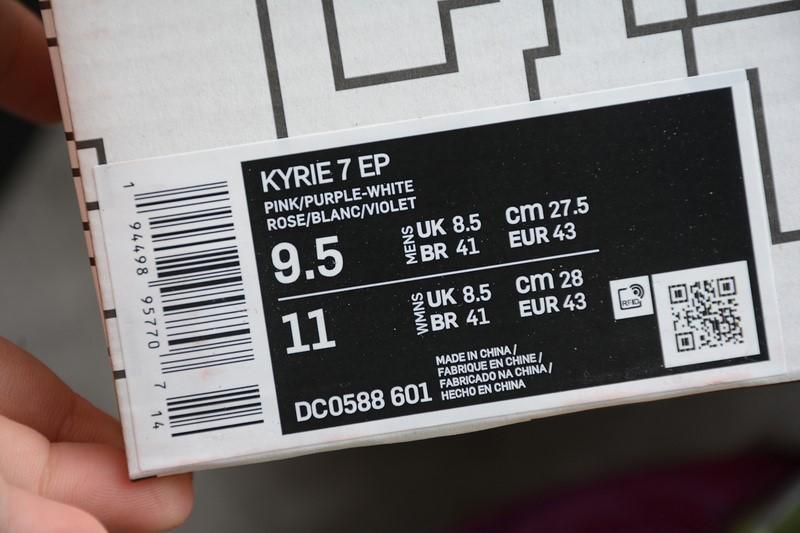 KYRIE 7 EP
PINK/PURPLE-WHITE
ROSE/BLANC/VIOLET
9.5
MENS
UK 8.5
BR 41
cm 27.5
EUR 43
11
WMNS
UK 8.5
BR 41
cm 28
EUR 43
RFID
DC0588 601
MADE IN CHINA/
FABRIQUE EN CHINE/
FABRICADO NA CHINA/
HECHO EN CHINA
1 94498 95770 7 14